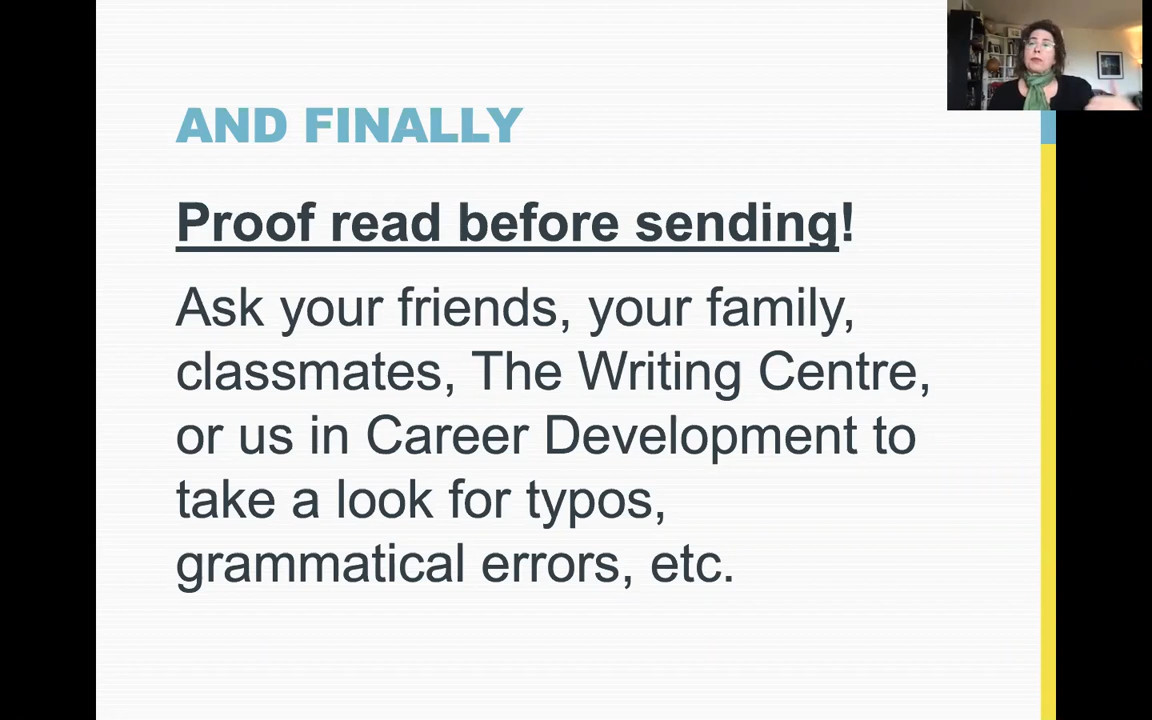 AND FINALLY
Proof read before sending!
Ask your friends, your family,
classmates, The Writing Centre,
or us in Career Development to
take a look for typos,
grammatical errors, etc.